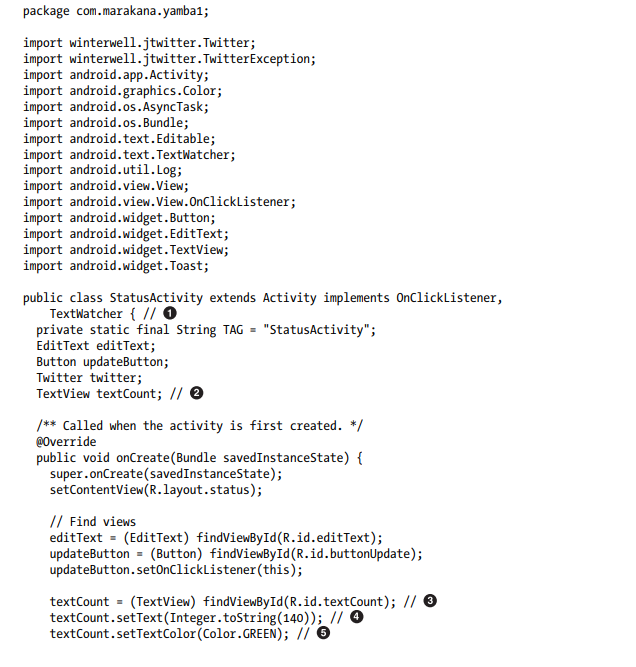 package com.marakana.yamba1;
import winterwell.jtwitter.Twitter;
import winterwell.jtwitter.TwitterException;
import android.app.Activity;
import android.graphics.Color;
import android.os.AsyncTask;
import android.os.Bundle;
import android.text.Editable;
import android.text.TextWatcher;
import android.util.Log;
import android.view.View;
import android.view.View.OnClickListener;
import android.widget.Button;
import android.widget.EditText;
import android.widget.TextView;
import android.widget.Toast;
public class StatusActivity extends Activity implements OnClickListener,
    TextWatcher { // ❶
  private static final String TAG = "StatusActivity";
  EditText editText;
  Button updateButton;
  Twitter twitter;
  TextView textCount; // ❷
  /** Called when the activity is first created. */
  @Override
  public void onCreate(Bundle savedInstanceState) {
    super.onCreate(savedInstanceState);
    setContentView(R.layout.status);
    // Find views
    editText = (EditText) findViewById(R.id.editText);
    updateButton = (Button) findViewById(R.id.buttonUpdate);
    updateButton.setOnClickListener(this);
    textCount = (TextView) findViewById(R.id.textCount); // ❸
    textCount.setText(Integer.toString(140)); // ❹
    textCount.setTextColor(Color.GREEN); // ❺